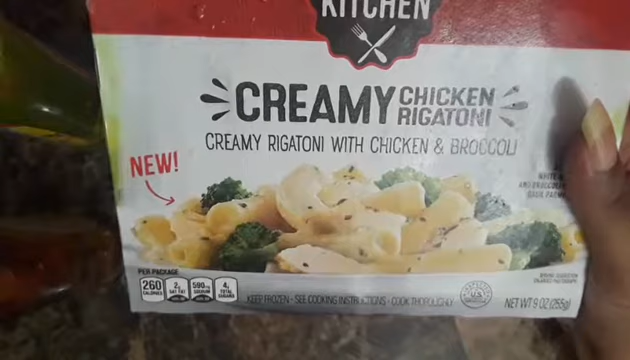 KITCHEN
CREAMY CHICKEN RIGATONI
CREAMY RIGATONI WITH CHICKEN & BROCCOLI
NEW!
PER PACKAGE
260 CALORIES
2g SAT FAT
590mg SODIUM
4g TOTAL SUGARS
KEEP FROZEN · SEE COOKING INSTRUCTIONS · COOK THOROUGHLY
NET WT 9 OZ (255g)